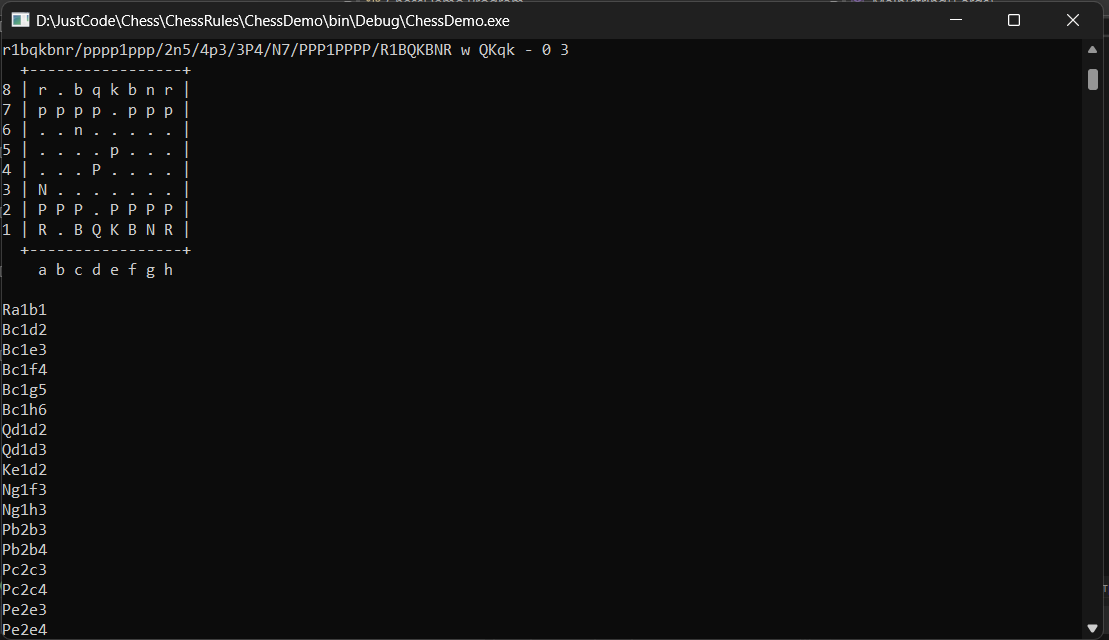 D:\JustCode\Chess\ChessRules\ChessDemo\bin\Debug\ChessDemo.exe
r1bqkbnr/pppp1ppp/2n5/4p3/3P4/N7/PPP1PPPP/R1BQKBNR w QKqk - 0 3
  +-----------------+
8 | r . b q k b n r |
7 | p p p p . p p p |
6 | . . n . . . . . |
5 | . . . . p . . . |
4 | . . . P . . . . |
3 | N . . . . . . . |
2 | P P P . P P P P |
1 | R . B Q K B N R |
  +-----------------+
    a b c d e f g h
Ra1b1
Bc1d2
Bc1e3
Bc1f4
Bc1g5
Bc1h6
Qd1d2
Qd1d3
Ke1d2
Ng1f3
Ng1h3
Pb2b3
Pb2b4
Pc2c3
Pc2c4
Pe2e3
Pe2e4